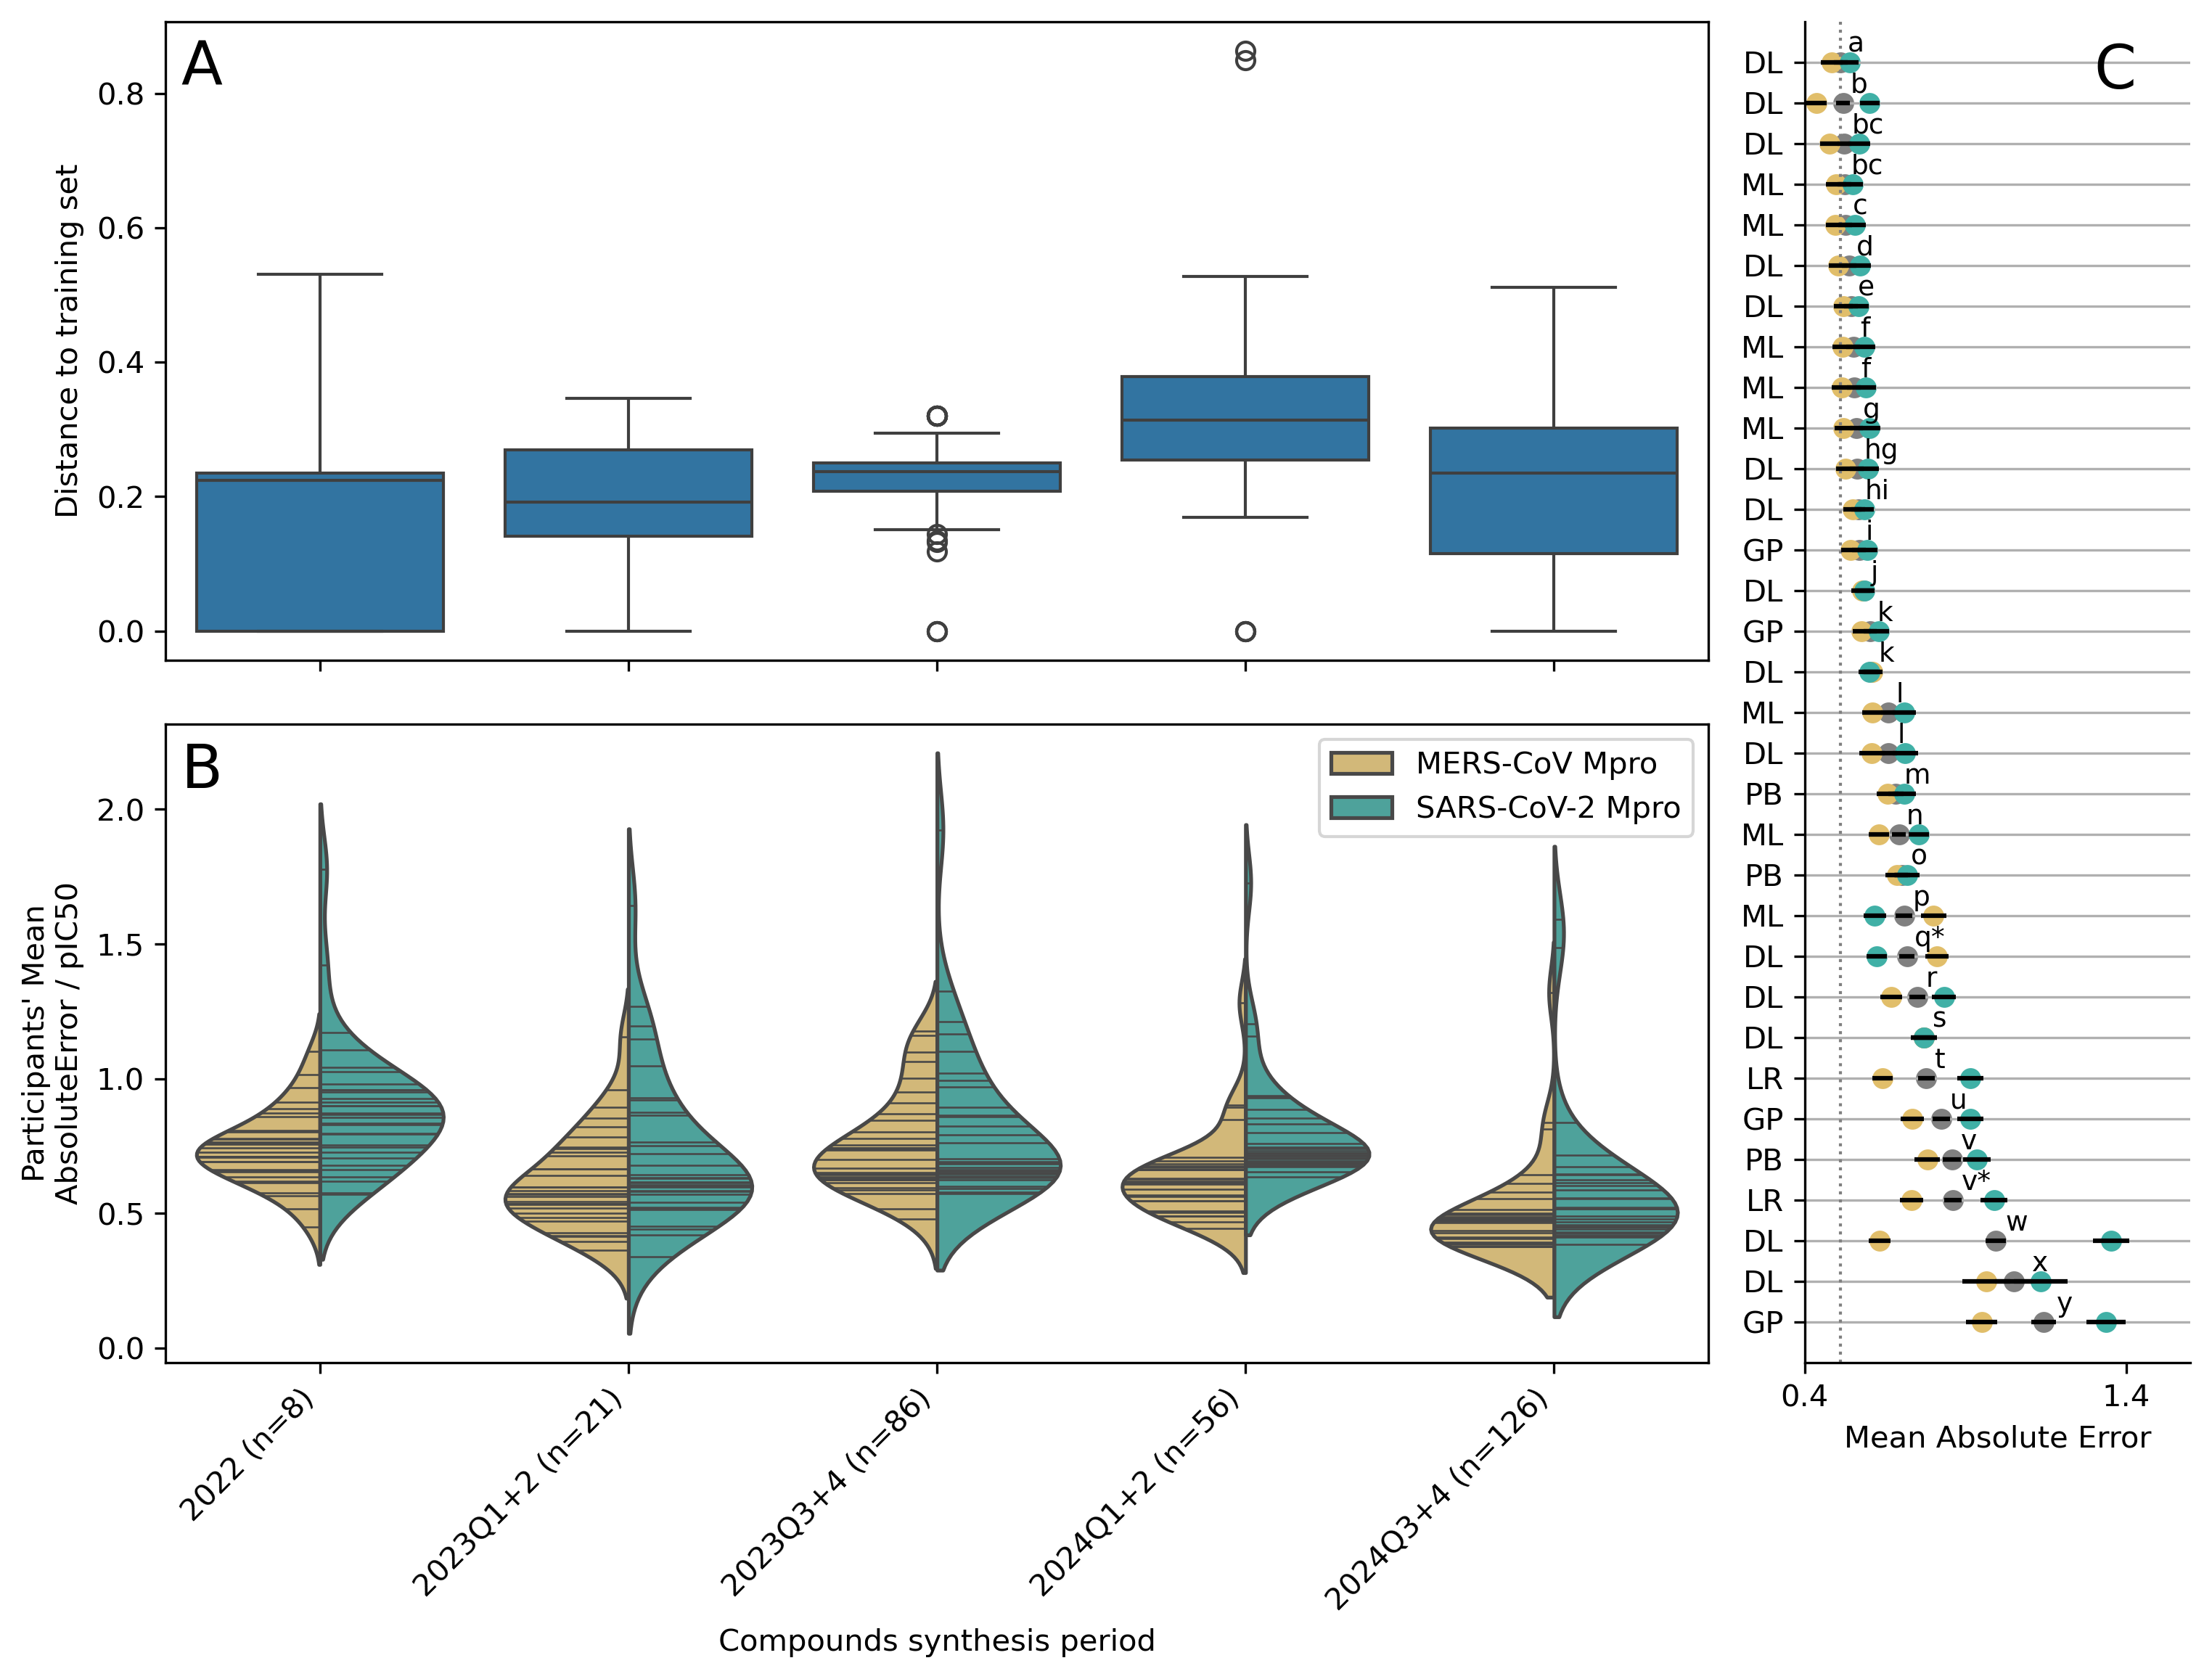 A
0.8
0.6
0.4
0.2
0.0
Distance to training set
B
MERS-CoV Mpro
SARS-CoV-2 Mpro
2.0
1.5
1.0
0.5
0.0
Participants' Mean
AbsoluteError / pIC50
2022 (n=8)
2023Q1+2 (n=21)
2023Q3+4 (n=86)
2024Q1+2 (n=56)
2024Q3+4 (n=126)
Compounds synthesis period
C
DL a
DL b
DL bc
ML bc
ML c
DL d
DL e
ML f
ML f
ML g
DL hg
DL hi
GP i
DL j
GP k
DL k
ML l
DL l
PB m
ML n
PB o
ML p
DL q*
DL r
DL s
LR t
GP u
PB v
LR v*
DL w
DL x
GP y
0.4 1.4
Mean Absolute Error